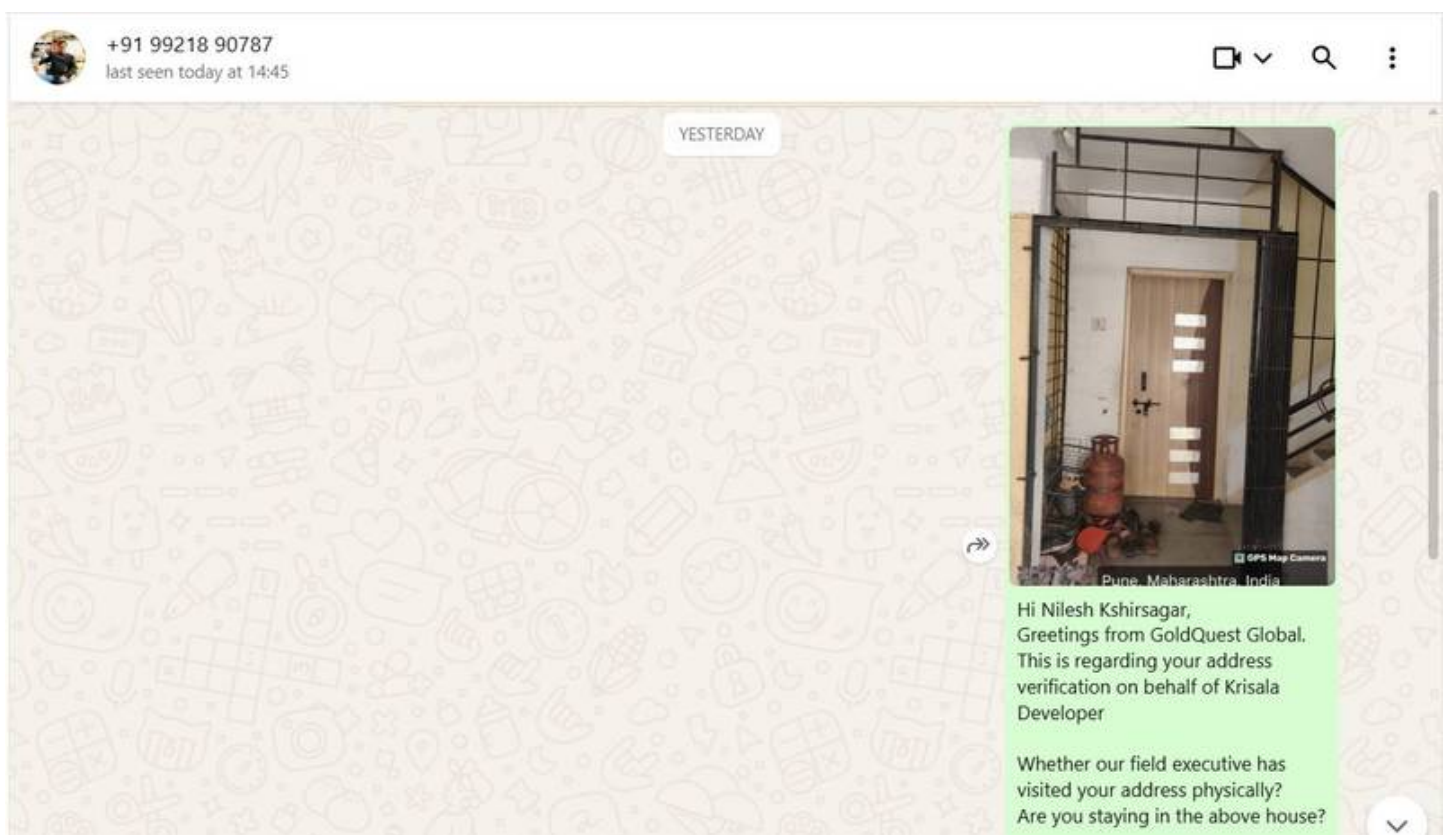 +91 99218 90787
last seen today at 14:45
YESTERDAY
GPS Map Camera
Pune, Maharashtra, India
Hi Nilesh Kshirsagar,
Greetings from GoldQuest Global.
This is regarding your address
verification on behalf of Krisala
Developer
Whether our field executive has
visited your address physically?
Are you staying in the above house?